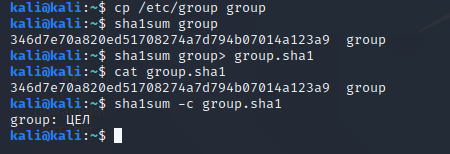 kali@kali:~$ cp /etc/group group
kali@kali:~$ sha1sum group
346d7e70a820ed51708274a7d794b07014a123a9  group
kali@kali:~$ sha1sum group> group.sha1
kali@kali:~$ cat group.sha1
346d7e70a820ed51708274a7d794b07014a123a9  group
kali@kali:~$ sha1sum -c group.sha1
group: ЦЕЛ
kali@kali:~$